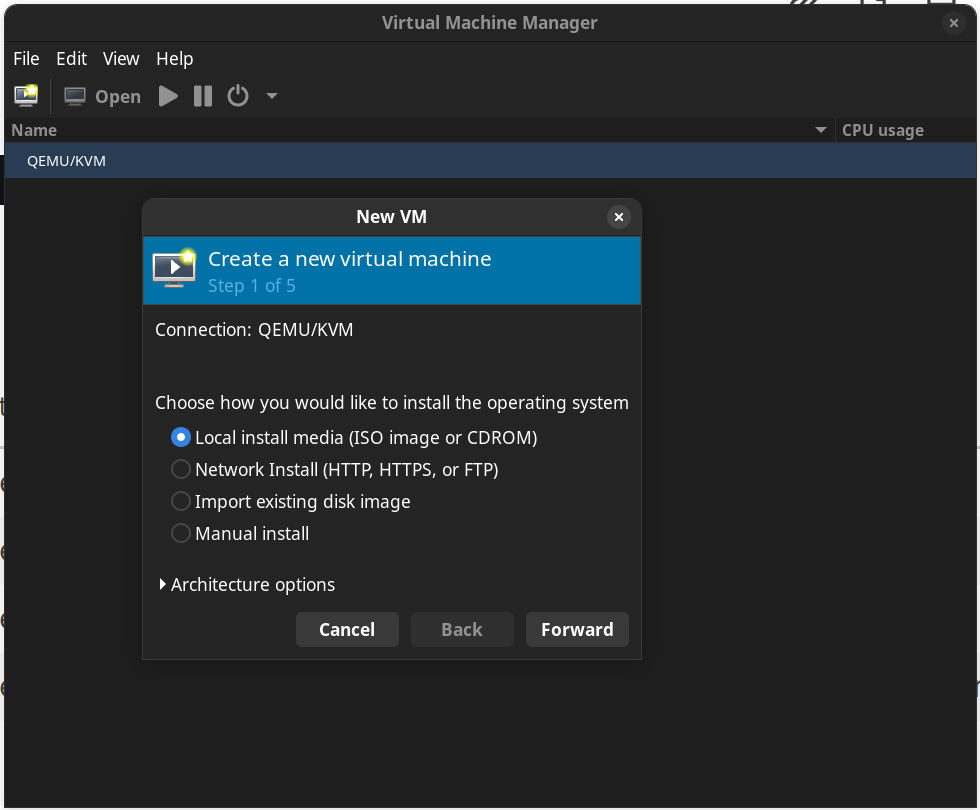 Virtual Machine Manager
File Edit View Help
Open
Name CPU usage
QEMU/KVM
New VM
Create a new virtual machine
Step 1 of 5
Connection: QEMU/KVM
Choose how you would like to install the operating system
Local install media (ISO image or CDROM)
Network Install (HTTP, HTTPS, or FTP)
Import existing disk image
Manual install
Architecture options
Cancel Back Forward